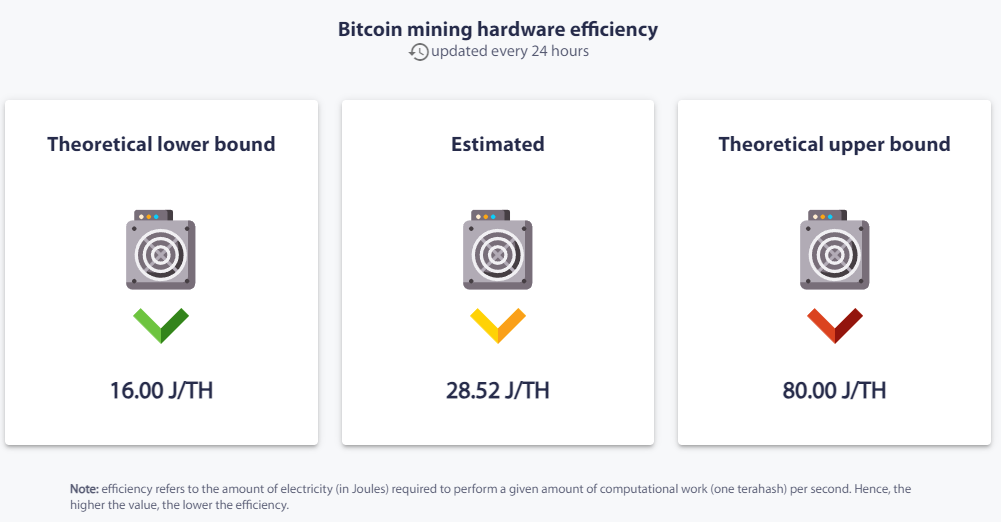 Bitcoin mining hardware efficiency
updated every 24 hours
Theoretical lower bound
16.00 J/TH
Estimated
28.52 J/TH
Theoretical upper bound
80.00 J/TH
Note: efficiency refers to the amount of electricity (in Joules) required to perform a given amount of computational work (one terahash) per second. Hence, the
higher the value, the lower the efficiency.